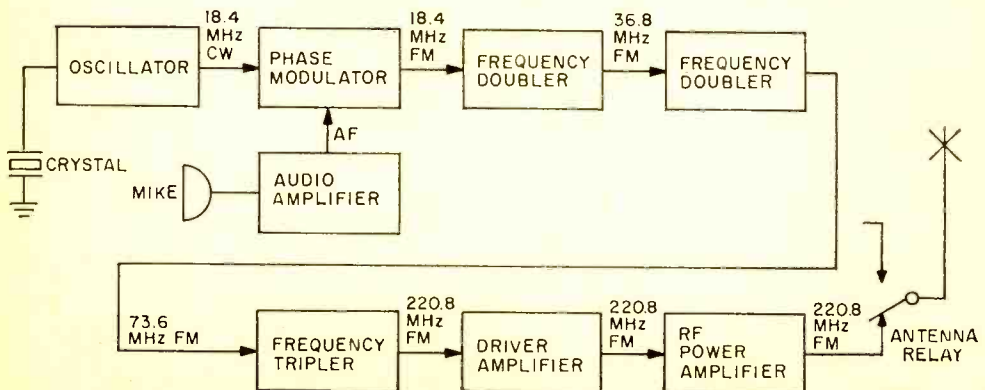 18.4
MHz
CW
18.4
MHz
FM
36.8
MHz
FM
OSCILLATOR
PHASE
MODULATOR
FREQUENCY
DOUBLER
FREQUENCY
DOUBLER
AF
CRYSTAL
MIKE
AUDIO
AMPLIFIER
73.6
MHz FM
FREQUENCY
TRIPLER
220.8
MHz
FM
DRIVER
AMPLIFIER
220.8
MHz
FM
RF
POWER
AMPLIFIER
220.8
MHz
FM
ANTENNA
RELAY